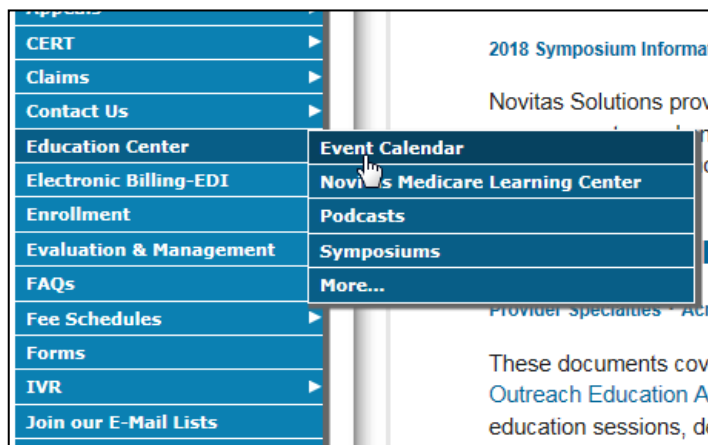 CERT
Claims
Contact Us
Education Center
Electronic Billing-EDI
Enrollment
Evaluation & Management
FAQs
Fee Schedules
Forms
IVR
Join our E-Mail Lists
Event Calendar
Novitas Medicare Learning Center
Podcasts
Symposiums
More...
2018 Symposium Informa
Novitas Solutions prov
Provider Specialties
These documents cov
Outreach Education A
education sessions, d